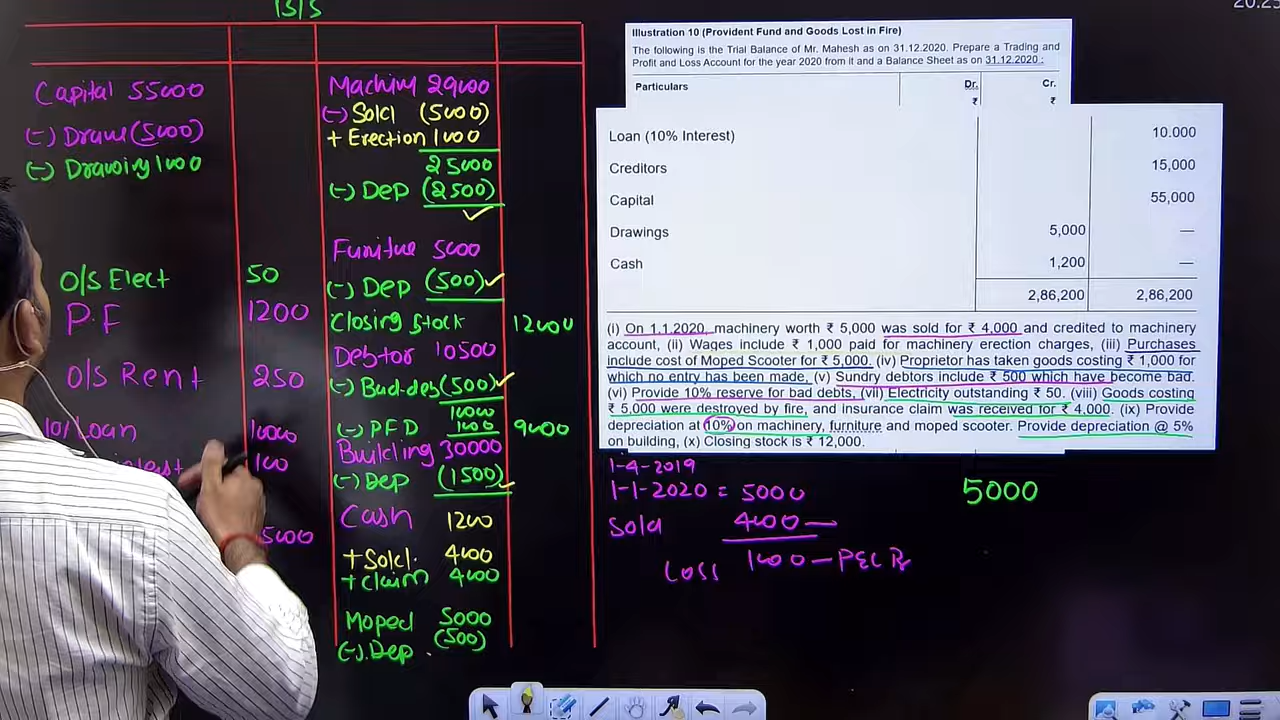 B/S
20:25
Capital 55000
(-) Draw (5000)
(-) Drawing 1000
O/S Elect 50
P.F 1200
O/S Rent 250
10% Loan 10000
100
5000
Machinry 29000
(-) Sold (5000)
+ Erection 1000
25000
(-) Dep (2500)
Furnitue 5000
(-) Dep (500)
Closing Stock 12000
Debtor 10500
(-) Bad-deb (500)
10000
(-) PFD 1000 9000
Building 30000
(-) Dep (1500)
Cash 1200
+ Sold. 4000
+ Claim 4000
Moped 5000
(-). Dep (500)
Illustration 10 (Provident Fund and Goods Lost in Fire)
The following is the Trial Balance of Mr. Mahesh as on 31.12.2020. Prepare a Trading and
Profit and Loss Account for the year 2020 from it and a Balance Sheet as on 31.12.2020 :
Particulars Dr. Cr.
₹ ₹
Loan (10% Interest) 10.000
Creditors 15,000
Capital 55,000
Drawings 5,000 —
Cash 1,200 —
2,86,200 2,86,200
(i) On 1.1.2020, machinery worth ₹ 5,000 was sold for ₹ 4,000 and credited to machinery
account, (ii) Wages include ₹ 1,000 paid for machinery erection charges, (iii) Purchases
include cost of Moped Scooter for ₹ 5,000. (iv) Proprietor has taken goods costing ₹ 1,000 for
which no entry has been made, (v) Sundry debtors include ₹ 500 which have become bad.
(vi) Provide 10% reserve for bad debts, (vii) Electricity outstanding ₹ 50. (viii) Goods costing
₹ 5,000 were destroyed by fire, and insurance claim was received for ₹ 4,000. (ix) Provide
depreciation at 10% on machinery, furniture and moped scooter. Provide depreciation @ 5%
on building, (x) Closing stock is ₹ 12,000.
1-4-2019
1-1-2020 = 5000
Sold 4000
Loss 1000 — P&L Dr
5000